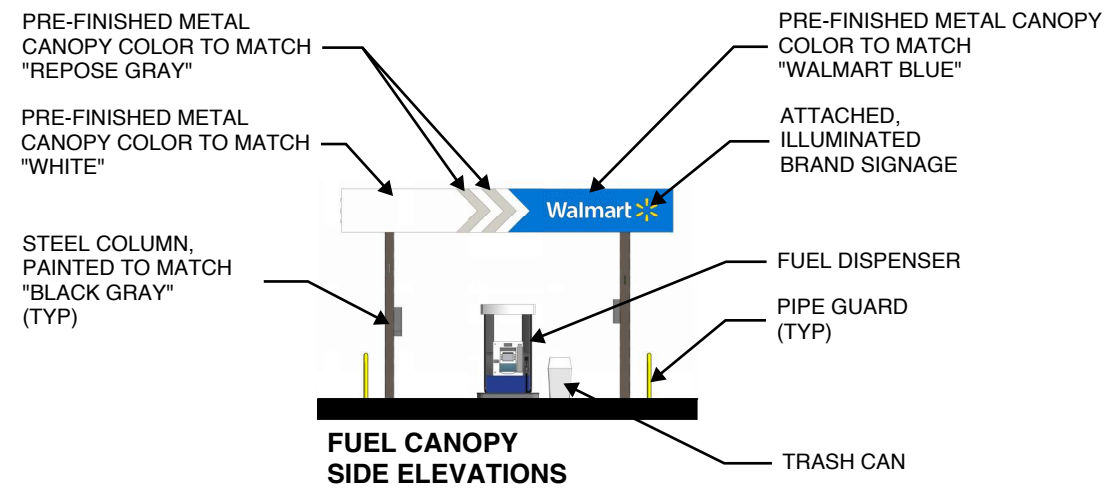 PRE-FINISHED METAL
CANOPY COLOR TO MATCH
"REPOSE GRAY"
PRE-FINISHED METAL
CANOPY COLOR TO MATCH
"WHITE"
STEEL COLUMN,
PAINTED TO MATCH
"BLACK GRAY"
(TYP)
PRE-FINISHED METAL CANOPY
COLOR TO MATCH
"WALMART BLUE"
ATTACHED,
ILLUMINATED
BRAND SIGNAGE
Walmart
FUEL DISPENSER
PIPE GUARD
(TYP)
TRASH CAN
FUEL CANOPY
SIDE ELEVATIONS